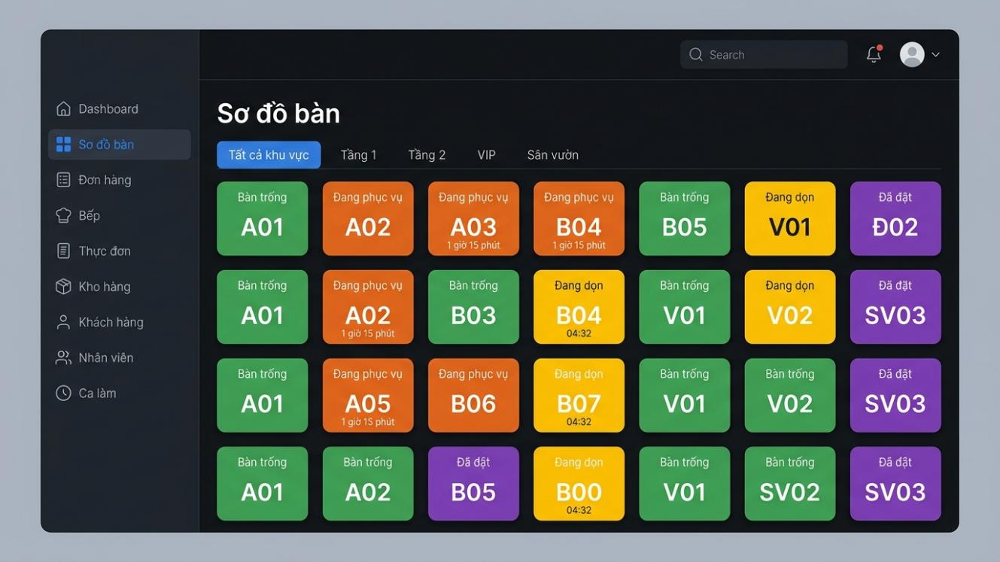 Search
Dashboard
Sơ đồ bàn
Đơn hàng
Bếp
Thực đơn
Kho hàng
Khách hàng
Nhân viên
Ca làm
Sơ đồ bàn
Tất cả khu vực
Tầng 1
Tầng 2
VIP
Sân vườn
Bàn trống
A01
Đang phục vụ
A02
Đang phục vụ
A03
1 giờ 15 phút
Đang phục vụ
B04
1 giờ 15 phút
Bàn trống
B05
Đang dọn
V01
Đã đặt
Đ02
Bàn trống
A01
Đang phục vụ
A02
1 giờ 15 phút
Bàn trống
B03
Đang dọn
B04
04:32
Bàn trống
V01
Đang dọn
V02
Đã đặt
SV03
Bàn trống
A01
Đang phục vụ
A05
1 giờ 15 phút
Đang phục vụ
B06
Đang dọn
B07
04:32
Bàn trống
V01
Bàn trống
V02
Đã đặt
SV03
Bàn trống
A01
Bàn trống
A02
Đã đặt
B05
Đang dọn
B00
04:32
Bàn trống
V01
Bàn trống
SV02
Đã đặt
SV03